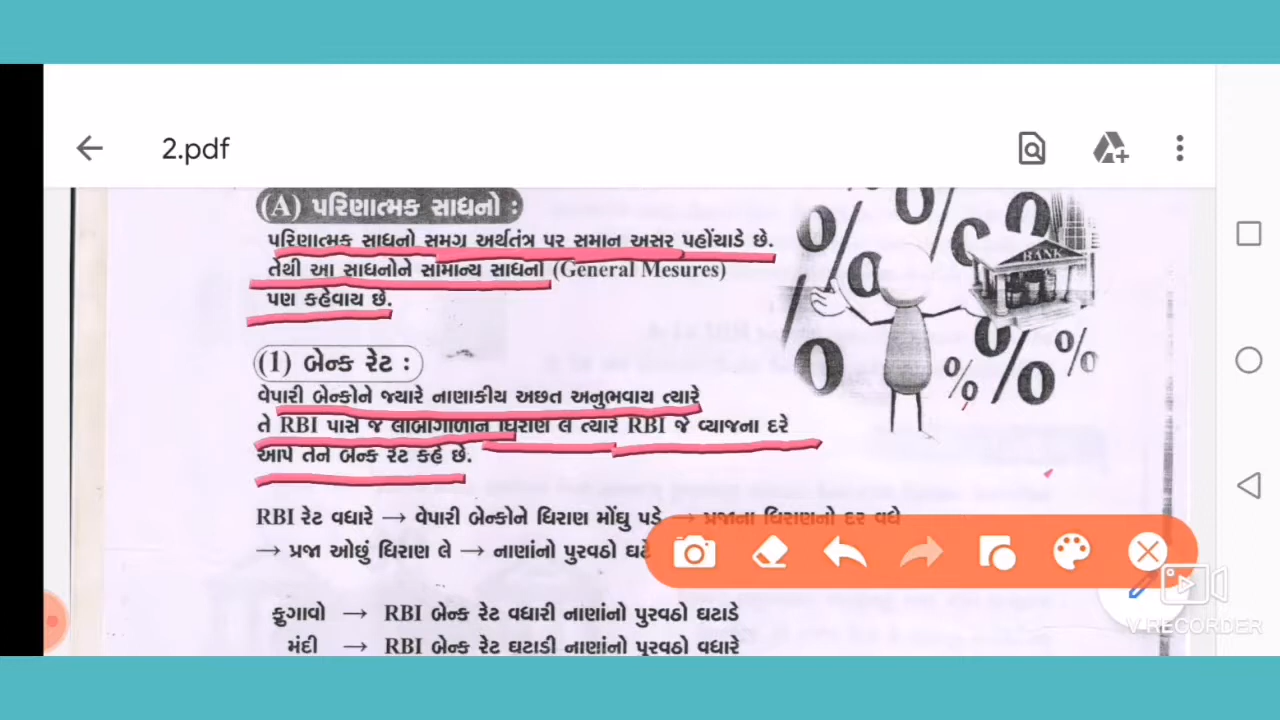 2.pdf
(A) પરિણાત્મક સાધનો :
પરિણાત્મક સાધનો સમગ્ર અર્થતંત્ર પર સમાન અસર પહોંચાડે છે.
તેથી આ સાધનોને સામાન્ય સાધનો (General Mesures)
પણ કહેવાય છે.
BANK
(1) બેન્ક રેટ :
વેપારી બેન્કોને જ્યારે નાણાકીય અછત અનુભવાય ત્યારે
તે RBI પાસે જે લાંબાગાળાનું ધિરાણ લે ત્યારે RBI જે વ્યાજના દરે
આપે તેને બેન્ક રેટ કહે છે.
RBI રેટ વધારે → વેપારી બેન્કોને ધિરાણ મોંઘુ પડે → પ્રજાના ધિરાણનો દર વધે
→ પ્રજા ઓછું ધિરાણ લે → નાણાંનો પુરવઠો ઘટે
V RECORDER
ફુગાવો → RBI બેન્ક રેટ વધારી નાણાંનો પુરવઠો ઘટાડે
મંદી → RBI બેન્ક રેટ ઘટાડી નાણાંનો પુરવઠો વધારે